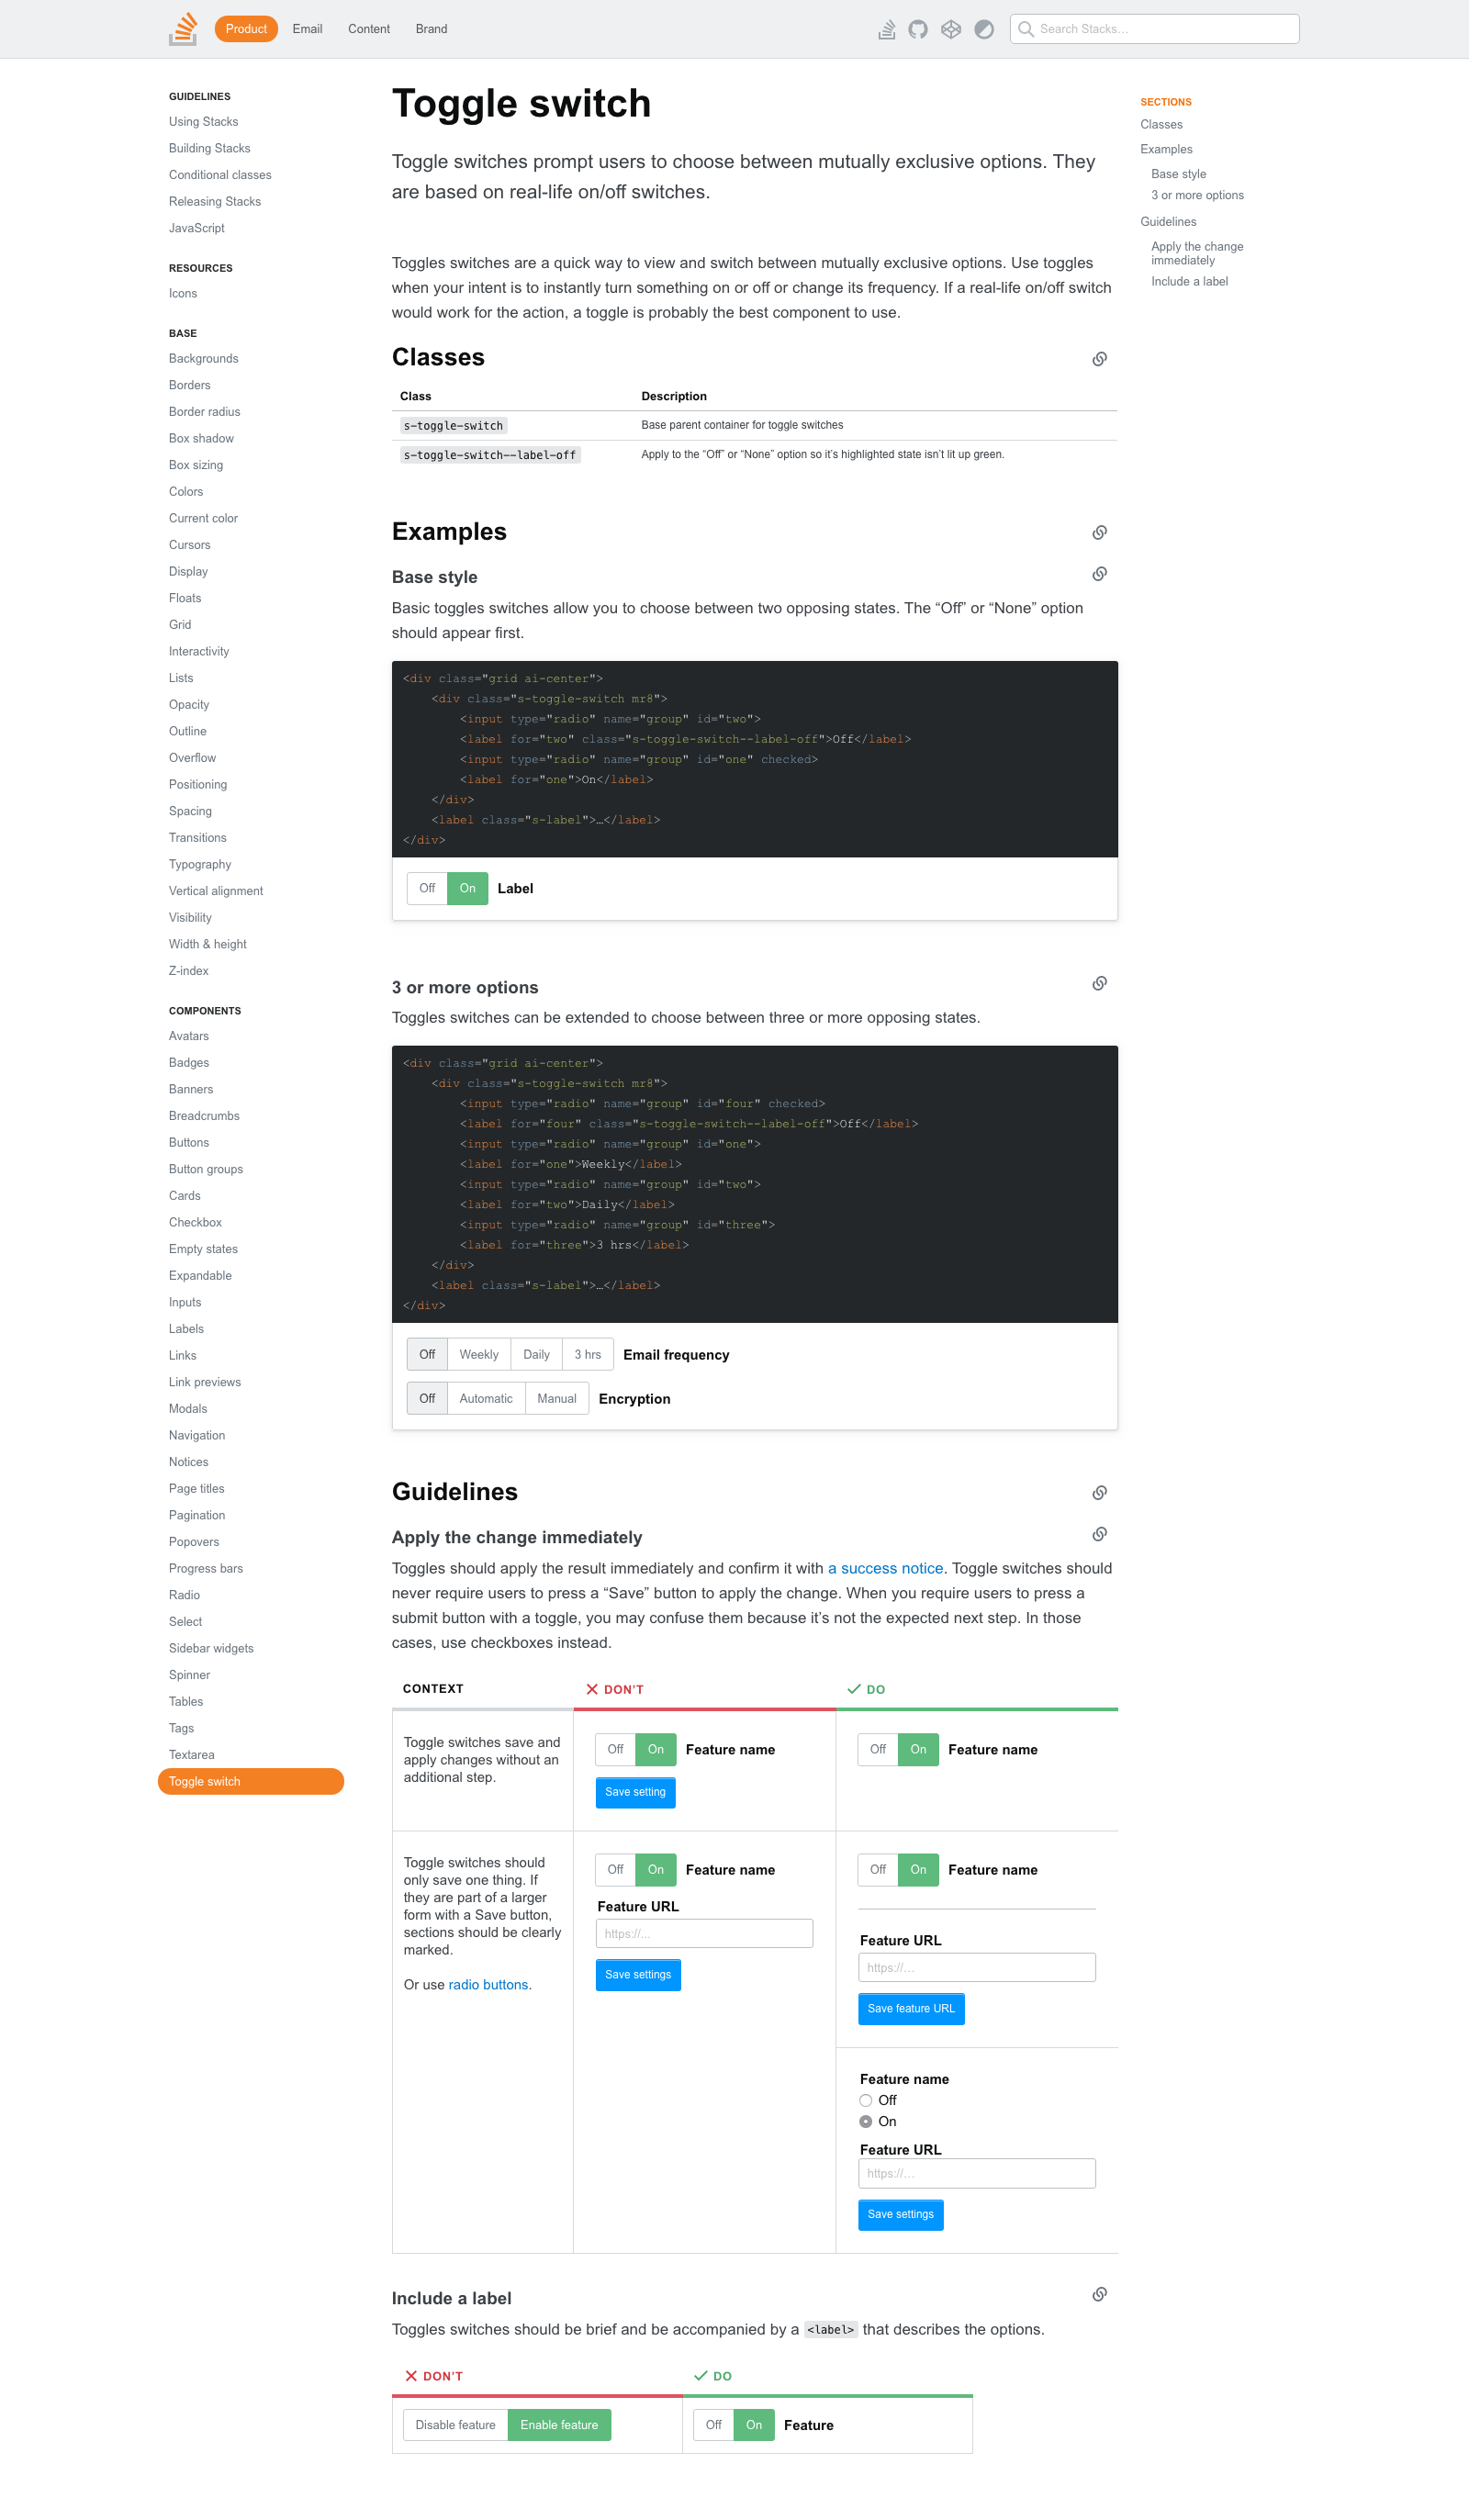 Product Email Content Brand
Search Stacks…
GUIDELINES
Using Stacks
Building Stacks
Conditional classes
Releasing Stacks
JavaScript
RESOURCES
Icons
BASE
Backgrounds
Borders
Border radius
Box shadow
Box sizing
Colors
Current color
Cursors
Display
Floats
Grid
Interactivity
Lists
Opacity
Outline
Overflow
Positioning
Spacing
Transitions
Typography
Vertical alignment
Visibility
Width & height
Z-index
COMPONENTS
Avatars
Badges
Banners
Breadcrumbs
Buttons
Button groups
Cards
Checkbox
Empty states
Expandable
Inputs
Labels
Links
Link previews
Modals
Navigation
Notices
Page titles
Pagination
Popovers
Progress bars
Radio
Select
Sidebar widgets
Spinner
Tables
Tags
Textarea
Toggle switch
Toggle switch
Toggle switches prompt users to choose between mutually exclusive options. They
are based on real-life on/off switches.
Toggles switches are a quick way to view and switch between mutually exclusive options. Use toggles
when your intent is to instantly turn something on or off or change its frequency. If a real-life on/off switch
would work for the action, a toggle is probably the best component to use.
Classes
Class Description
s-toggle-switch Base parent container for toggle switches
s-toggle-switch--label-off Apply to the “Off” or “None” option so it’s highlighted state isn’t lit up green.
Examples
Base style
Basic toggles switches allow you to choose between two opposing states. The “Off” or “None” option
should appear first.
<div class="grid ai-center">
<div class="s-toggle-switch mr8">
<input type="radio" name="group" id="two">
<label for="two" class="s-toggle-switch--label-off">Off</label>
<input type="radio" name="group" id="one" checked>
<label for="one">On</label>
</div>
<label class="s-label">…</label>
</div>
Off On Label
3 or more options
Toggles switches can be extended to choose between three or more opposing states.
<div class="grid ai-center">
<div class="s-toggle-switch mr8">
<input type="radio" name="group" id="four" checked>
<label for="four" class="s-toggle-switch--label-off">Off</label>
<input type="radio" name="group" id="one">
<label for="one">Weekly</label>
<input type="radio" name="group" id="two">
<label for="two">Daily</label>
<input type="radio" name="group" id="three">
<label for="three">3 hrs</label>
</div>
<label class="s-label">…</label>
</div>
Off Weekly Daily 3 hrs Email frequency
Off Automatic Manual Encryption
Guidelines
Apply the change immediately
Toggles should apply the result immediately and confirm it with a success notice. Toggle switches should
never require users to press a “Save” button to apply the change. When you require users to press a
submit button with a toggle, you may confuse them because it’s not the expected next step. In those
cases, use checkboxes instead.
CONTEXT DON'T DO
Toggle switches save and
apply changes without an
additional step.
Off On Feature name
Save setting
Off On Feature name
Toggle switches should
only save one thing. If
they are part of a larger
form with a Save button,
sections should be clearly
marked.
Or use radio buttons.
Off On Feature name
Feature URL
https://...
Save settings
Off On Feature name
Feature URL
https://…
Save feature URL
Feature name
Off
On
Feature URL
https://…
Save settings
Include a label
Toggles switches should be brief and be accompanied by a <label> that describes the options.
DON'T DO
Disable feature Enable feature
Off On Feature
SECTIONS
Classes
Examples
Base style
3 or more options
Guidelines
Apply the change
immediately
Include a label